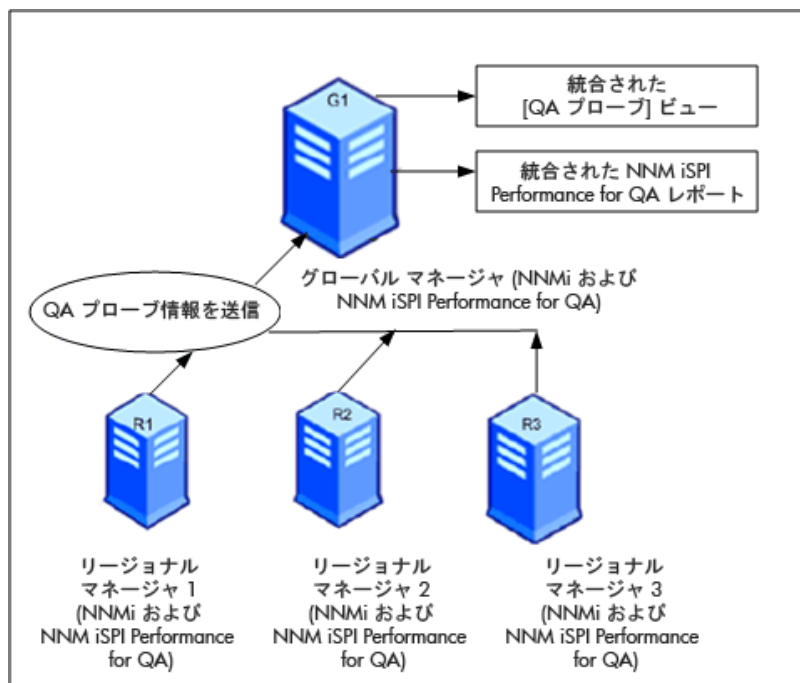 G1
統合された
[QA プローブ] ビュー
統合された NNM iSPI
Performance for QA レポート
グローバル マネージャ (NNMi および
NNM iSPI Performance for QA)
QA プローブ情報を送信
R1
R2
R3
リージョナル
マネージャ 1
(NNMi および
NNM iSPI Performance
for QA)
リージョナル
マネージャ 2
(NNMi および
NNM iSPI Performance
for QA)
リージョナル
マネージャ 3
(NNMi および
NNM iSPI Performance
for QA)